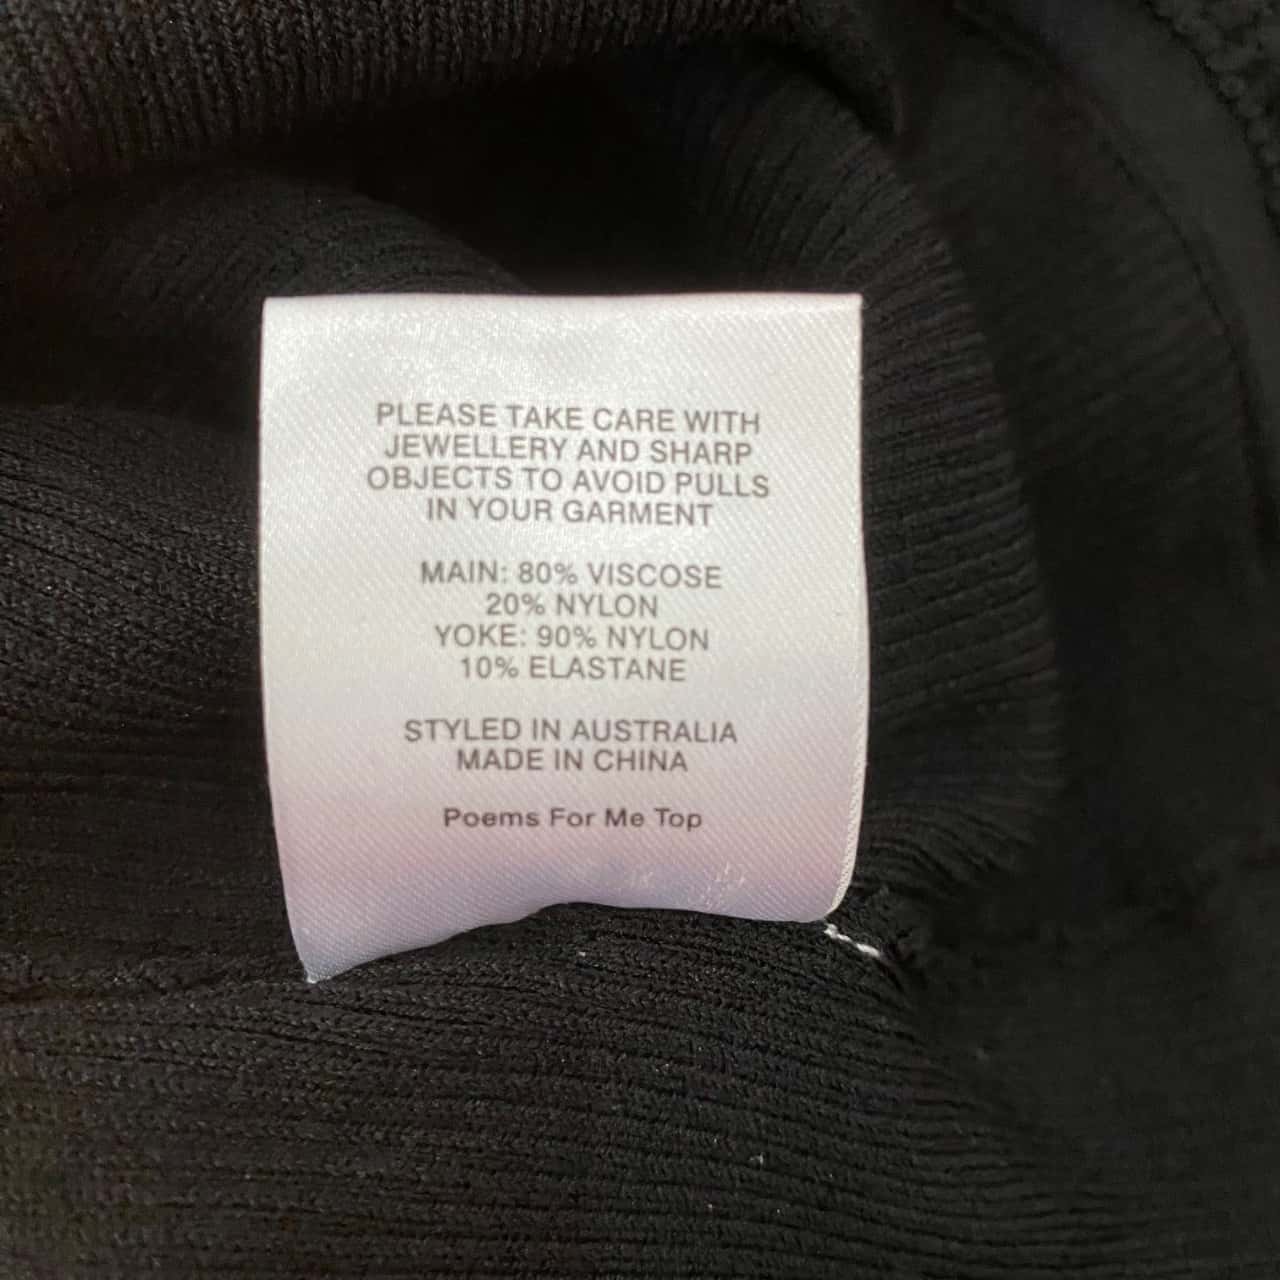 PLEASE TAKE CARE WITH
JEWELLERY AND SHARP
OBJECTS TO AVOID PULLS
IN YOUR GARMENT
MAIN: 80% VISCOSE
20% NYLON
YOKE: 90% NYLON
10% ELASTANE
STYLED IN AUSTRALIA
MADE IN CHINA
Poems For Me Top